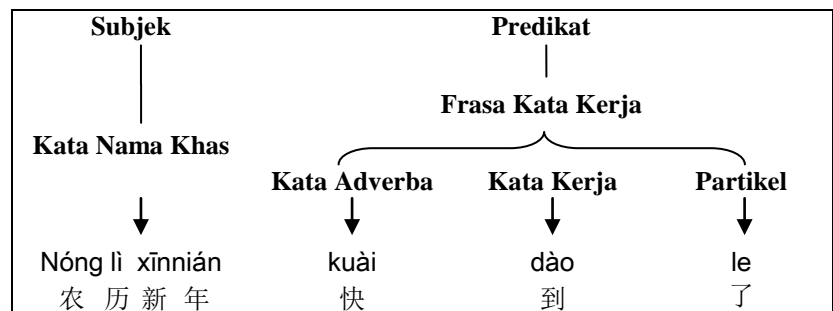 Subjek Predikat
Frasa Kata Kerja
Kata Nama Khas
Kata Adverba Kata Kerja Partikel
Nóng lì xīnnián kuài dào le
农 历 新 年 快 到 了